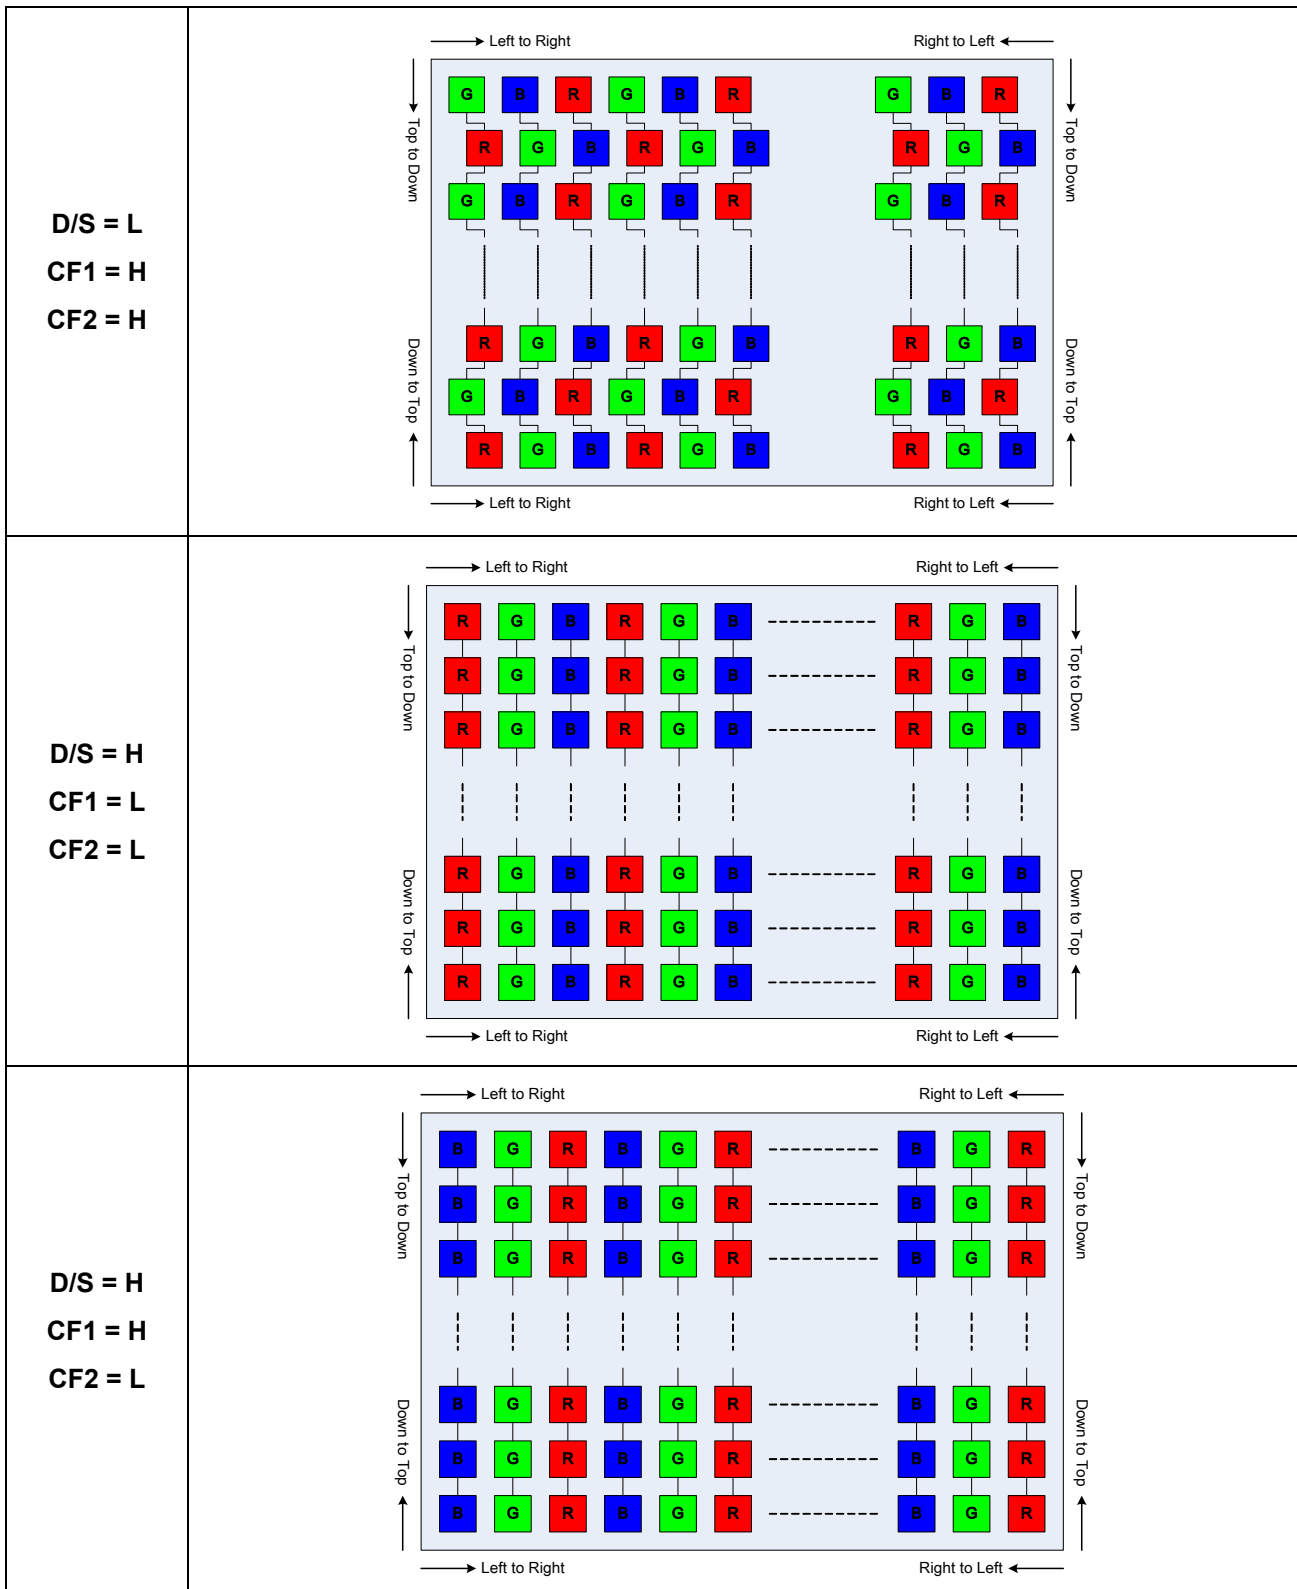 D/S = L
CF1 = H
CF2 = H
Left to Right
Right to Left
Top to Down
Top to Down
G B R G B R G B R
R G B R G B R G B
G B R G B R G B R
R G B R G B R G B
G B R G B R G B R
R G B R G B R G B
Down to Top
Down to Top
Left to Right
Right to Left
D/S = H
CF1 = L
CF2 = L
Left to Right
Right to Left
Top to Down
Top to Down
R G B R G B R G B
R G B R G B R G B
R G B R G B R G B
R G B R G B R G B
R G B R G B R G B
R G B R G B R G B
Down to Top
Down to Top
Left to Right
Right to Left
D/S = H
CF1 = H
CF2 = L
Left to Right
Right to Left
Top to Down
Top to Down
B G R B G R B G R
B G R B G R B G R
B G R B G R B G R
B G R B G R B G R
B G R B G R B G R
B G R B G R B G R
Down to Top
Down to Top
Left to Right
Right to Left